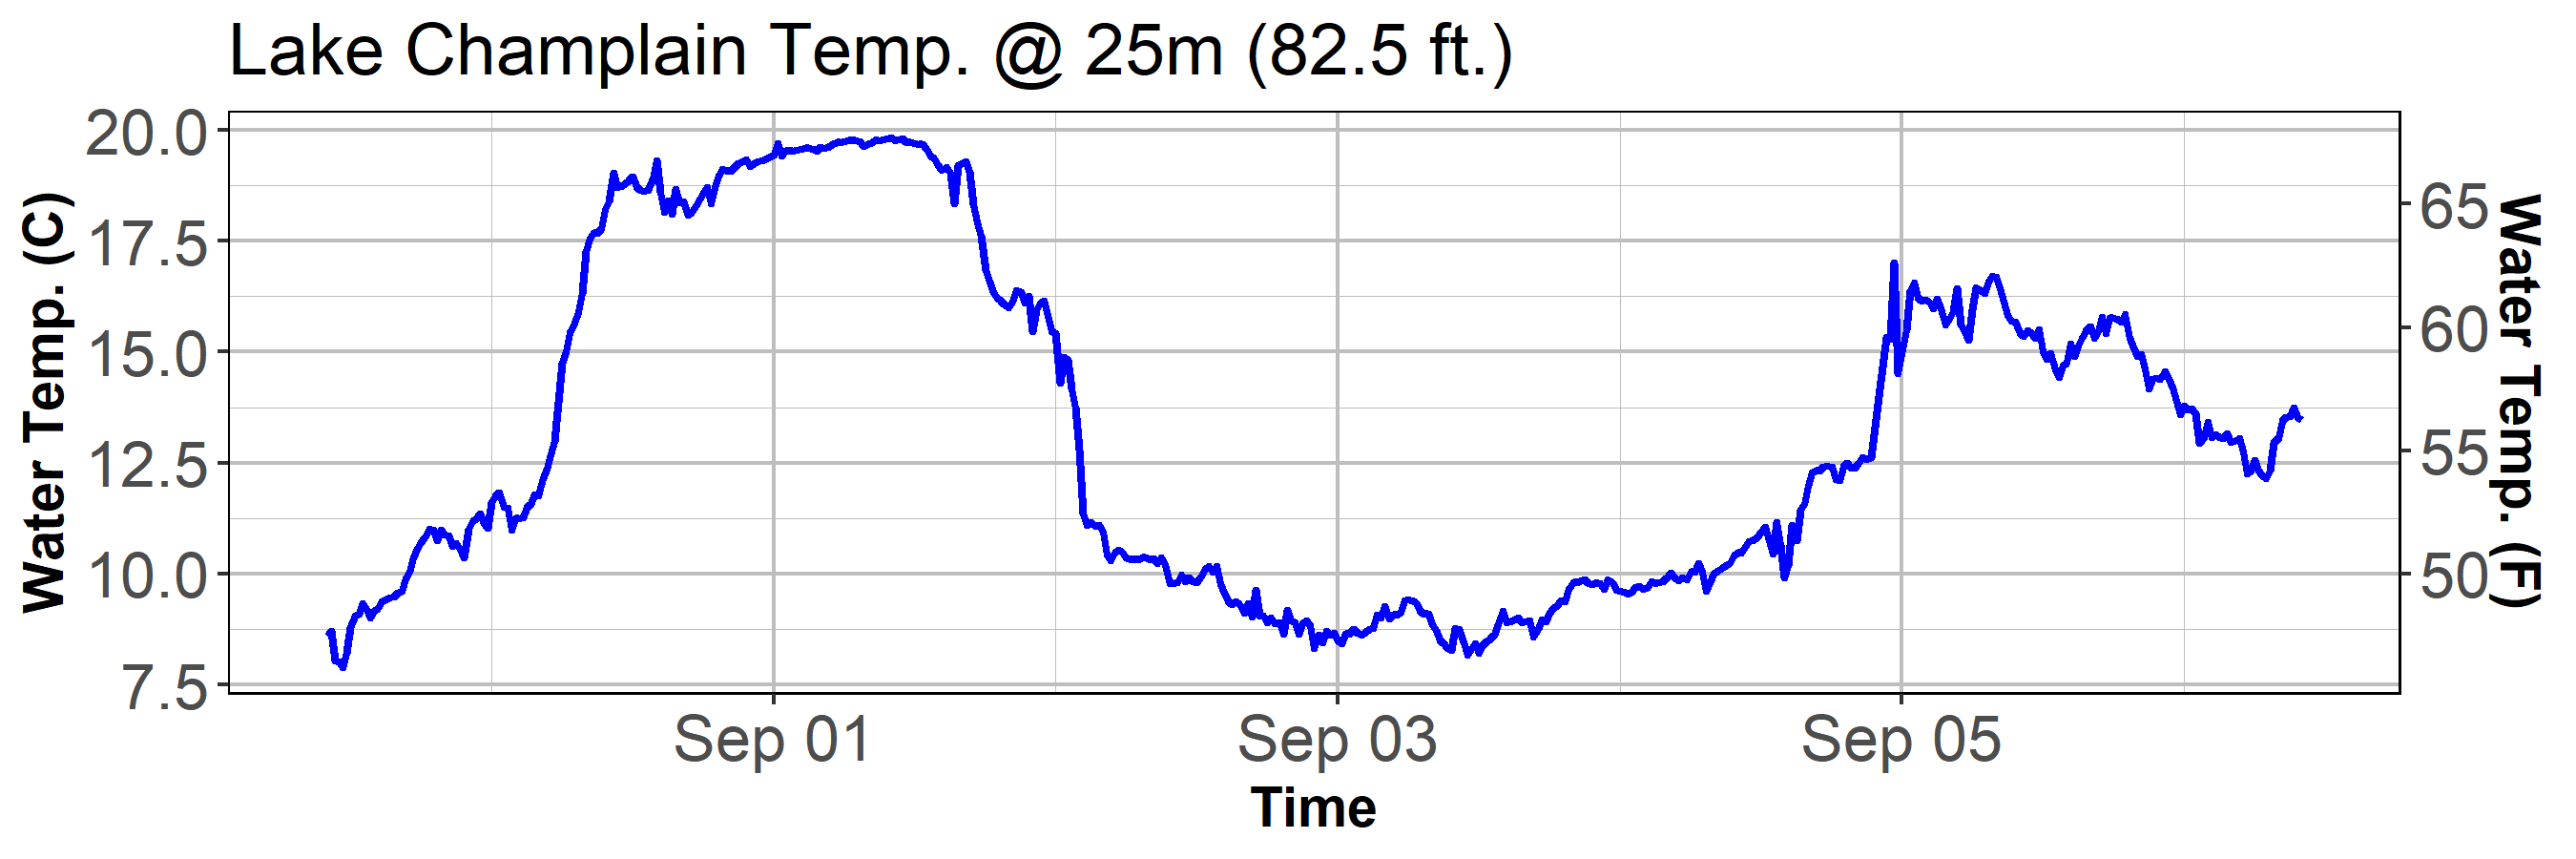 Lake Champlain Temp. @ 25m (82.5 ft.)
Water Temp. (C)
20.0
17.5
15.0
12.5
10.0
7.5
65
60
55
50
Water Temp. (F)
Sep 01
Sep 03
Sep 05
Time